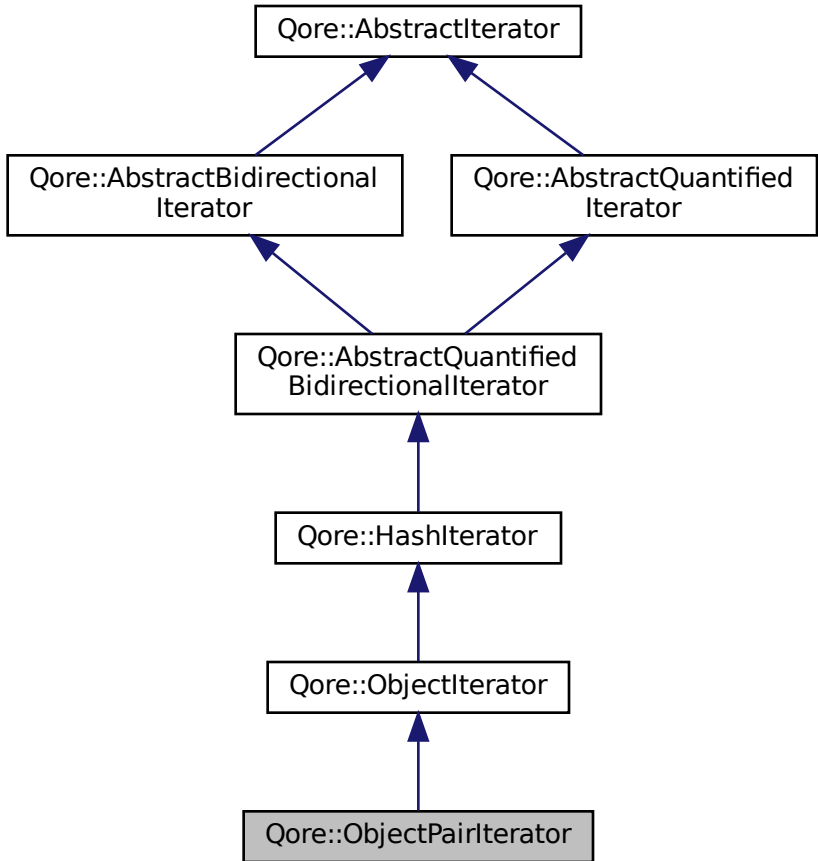 Qore::AbstractIterator
Qore::AbstractBidirectional
Iterator
Qore::AbstractQuantified
Iterator
Qore::AbstractQuantified
BidirectionalIterator
Qore::HashIterator
Qore::ObjectIterator
Qore::ObjectPairIterator